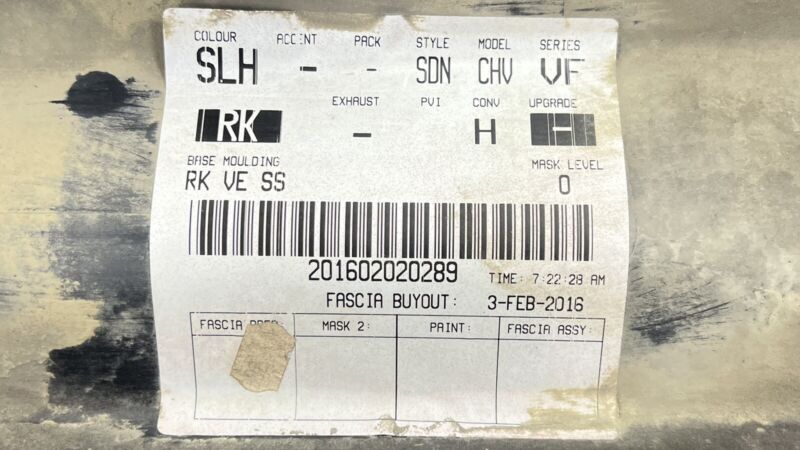 COLOUR ACCENT PACK STYLE MODEL SERIES
SLH - - SDN CHV VF
EXHAUST PVI CONV UPGRADE
RK - H -
BASE MOULDING MASK LEVEL
RK VE SS 0
201602020289 TIME: 7:22:28 AM
FASCIA BUYOUT: 3-FEB-2016
FASCIA MASK 2: PAINT: FASCIA ASSY: